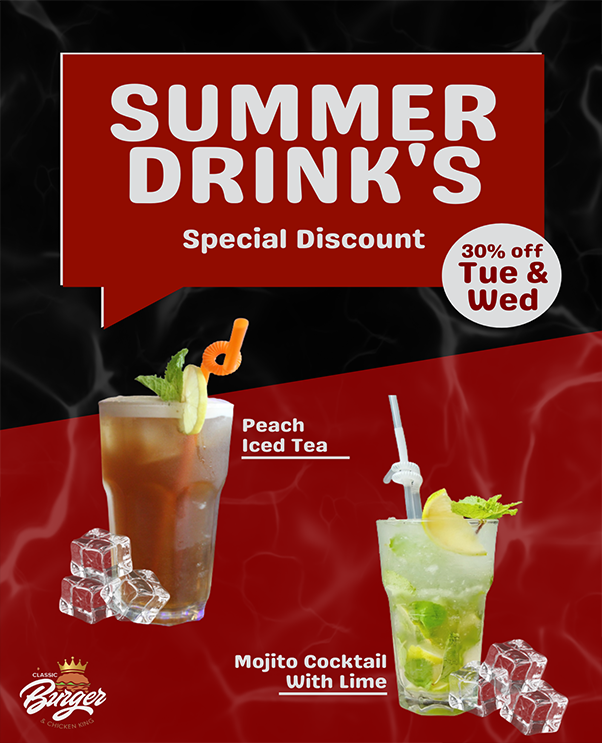 SUMMER
DRINK'S
Special Discount
30% off
Tue &
Wed
Peach
Iced Tea
Mojito Cocktail
With Lime
CLASSIC
Burger
& CHICKEN KING